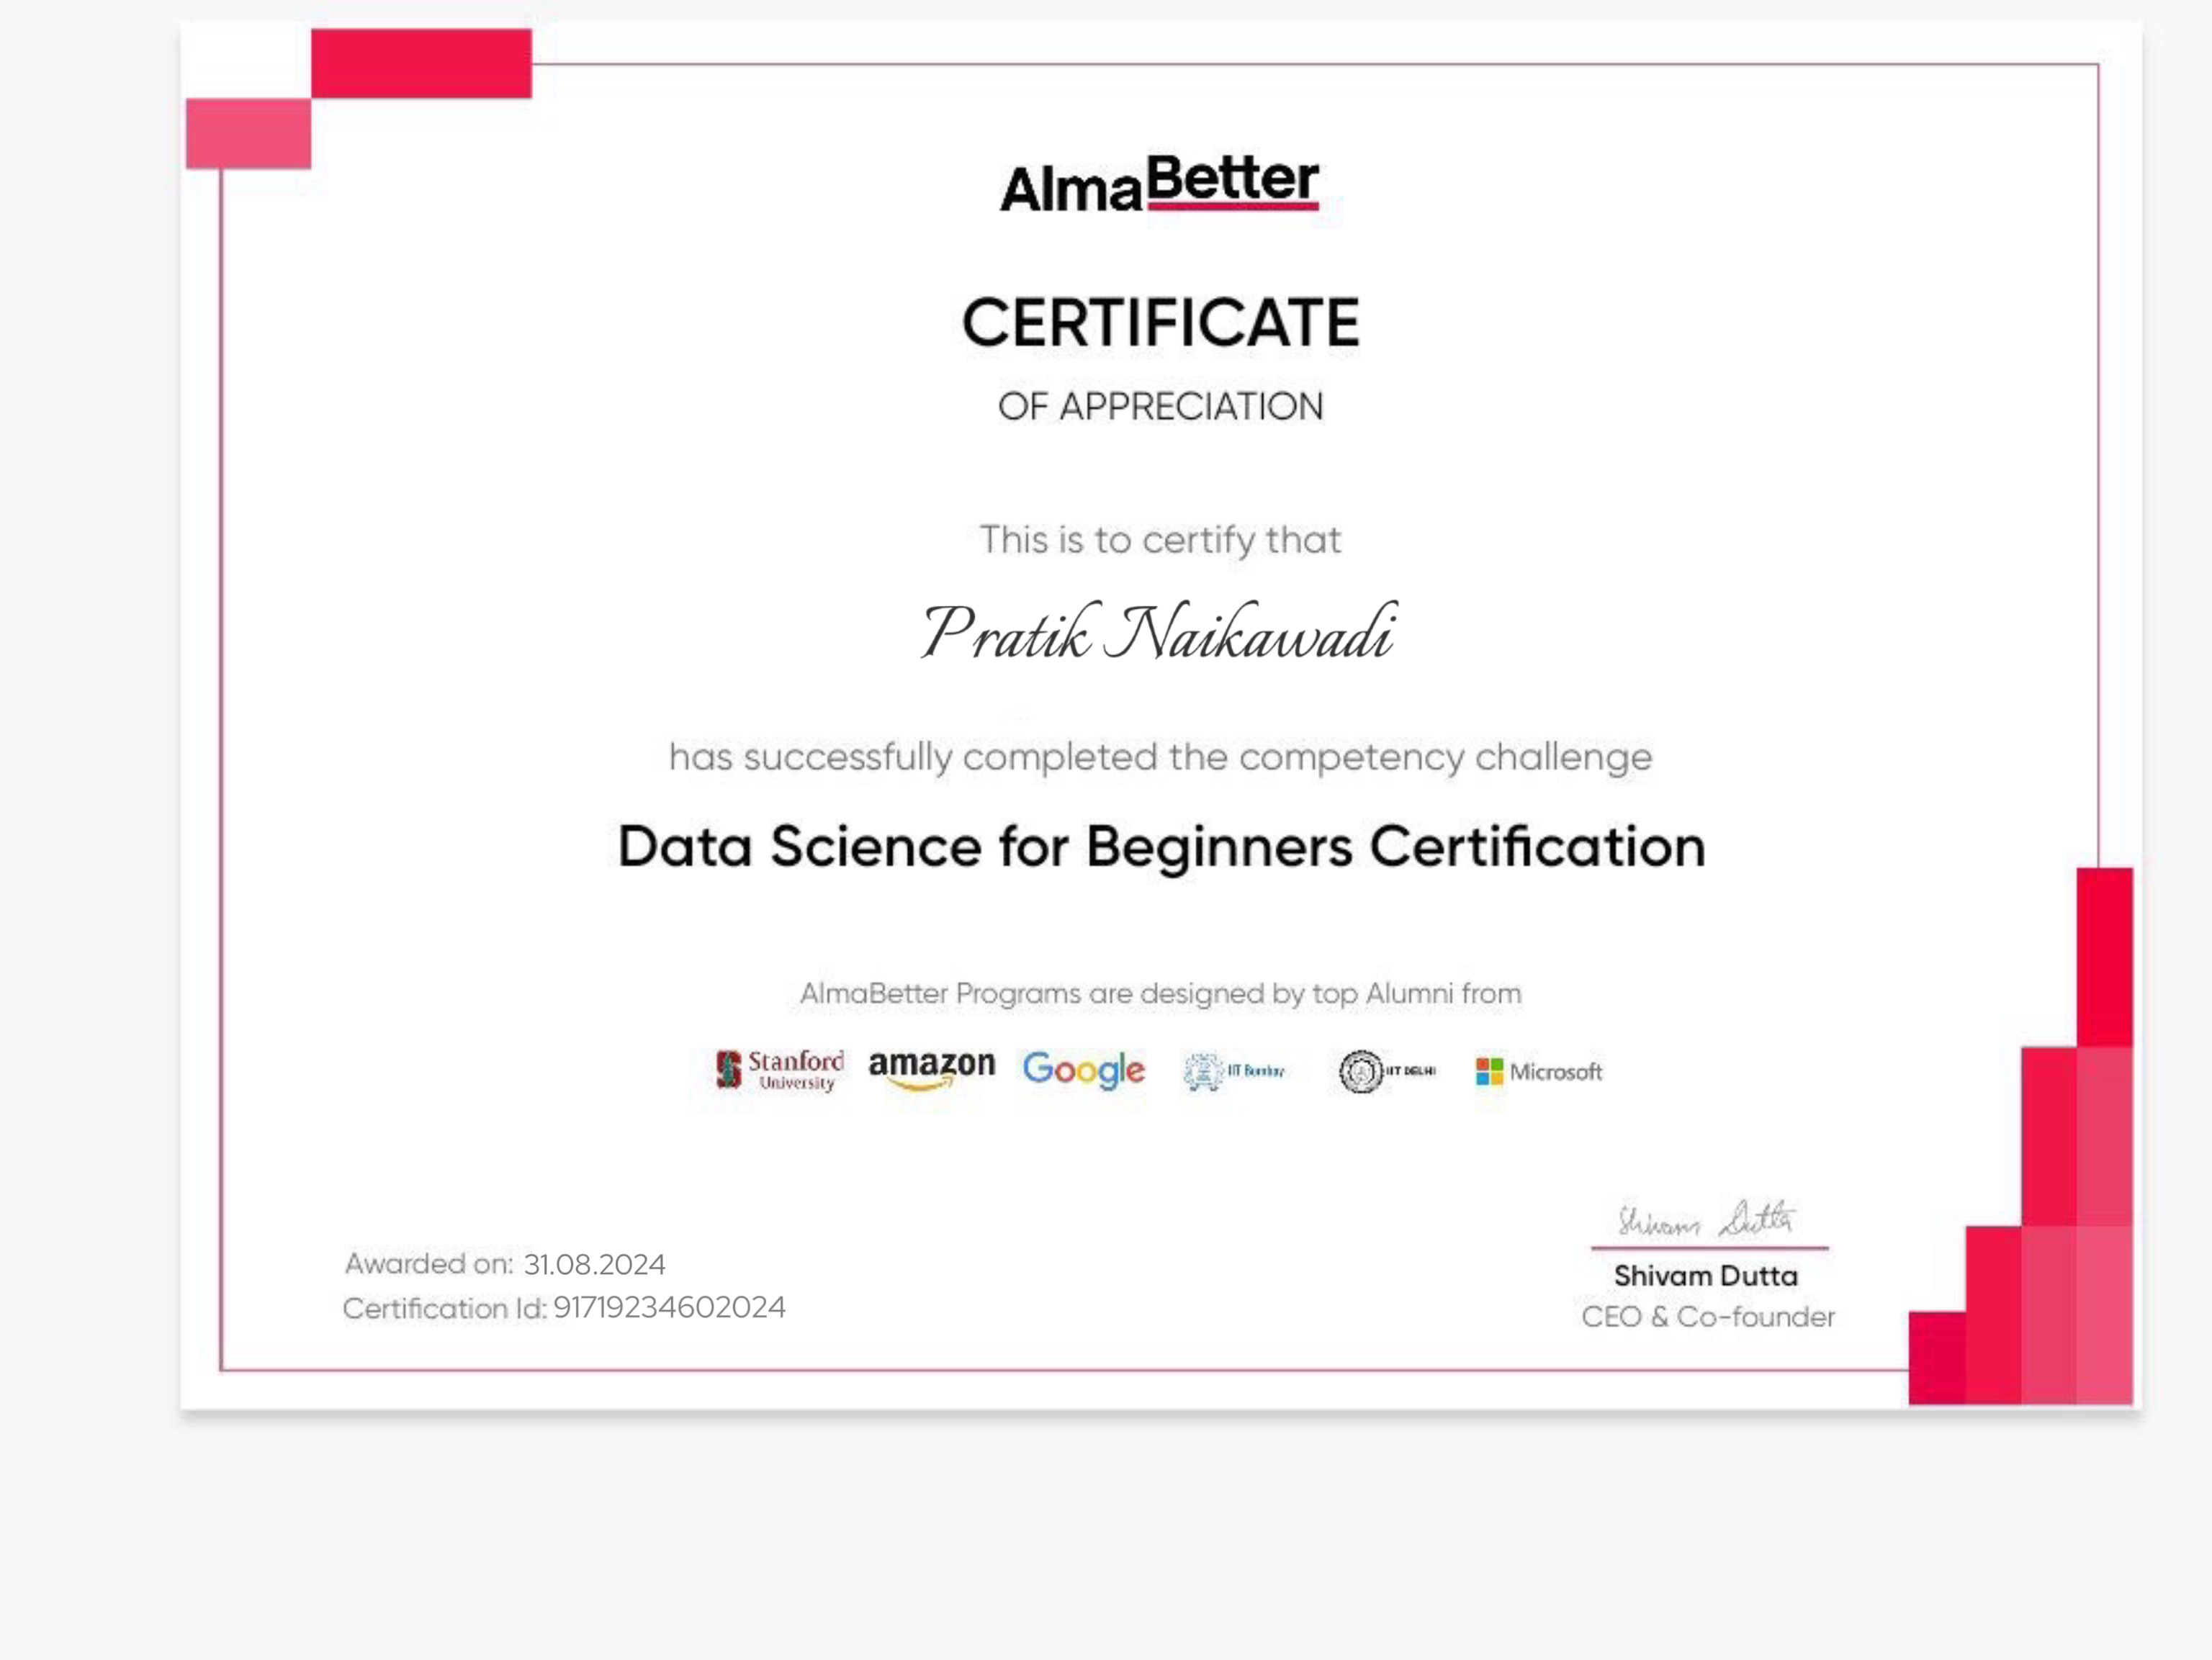 AlmaBetter
CERTIFICATE
OF APPRECIATION
This is to certify that
Pratik Naikawadi
has successfully completed the competency challenge
Data Science for Beginners Certification
AlmaBetter Programs are designed by top Alumni from
Stanford University amazon Google IIT Bombay IIT DELHI Microsoft
Shivam Dutta
Awarded on: 31.08.2024
Certification Id: 91719234602024
Shivam Dutta
CEO & Co-founder